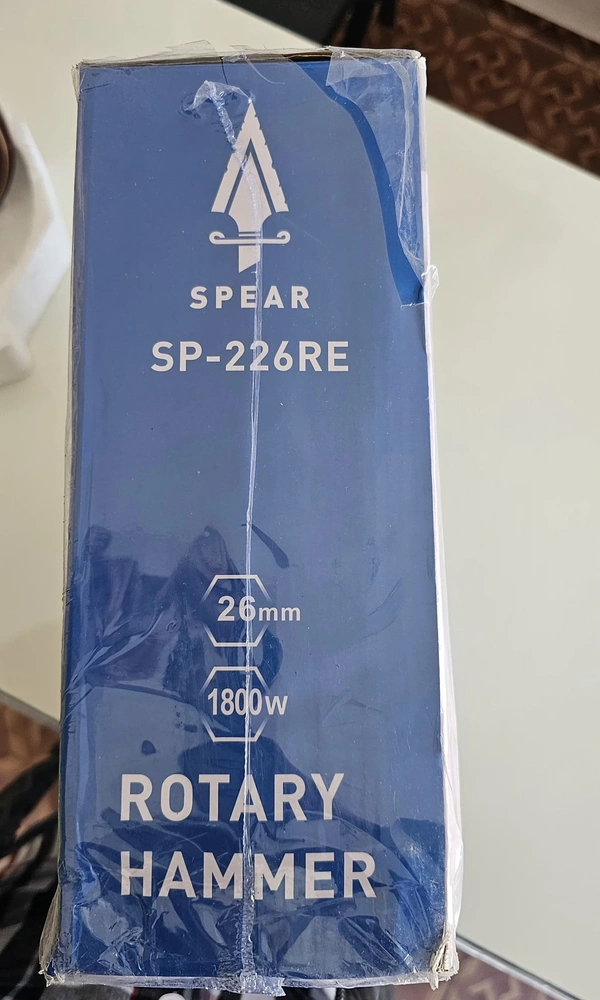 SPEAR
SP-226RE
26mm
1800w
ROTARY
HAMMER